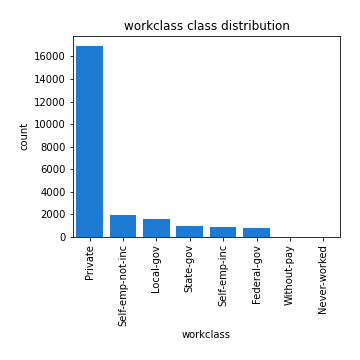 workclass class distribution
16000
14000
12000
10000
8000
6000
4000
2000
0
count
Private
Self-emp-not-inc
Local-gov
State-gov
Self-emp-inc
Federal-gov
Without-pay
Never-worked
workclass